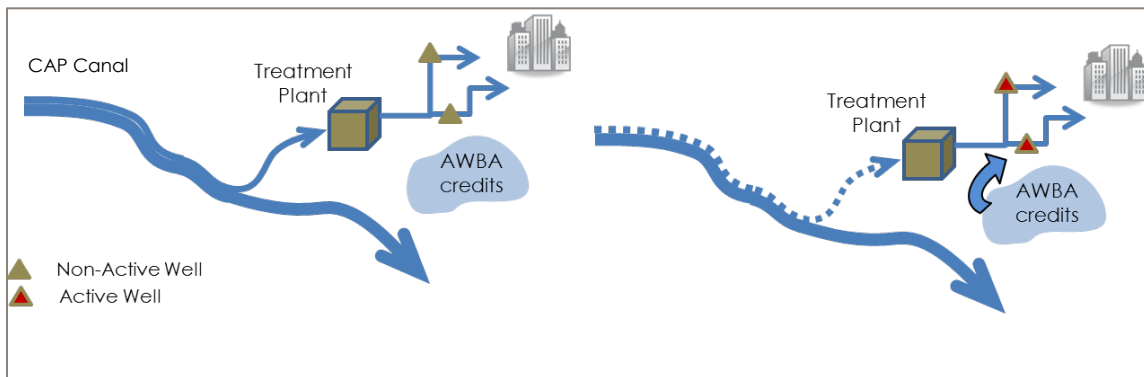 CAP Canal
Treatment
Plant
AWBA
credits
Non-Active Well
Active Well
Treatment
Plant
AWBA
credits